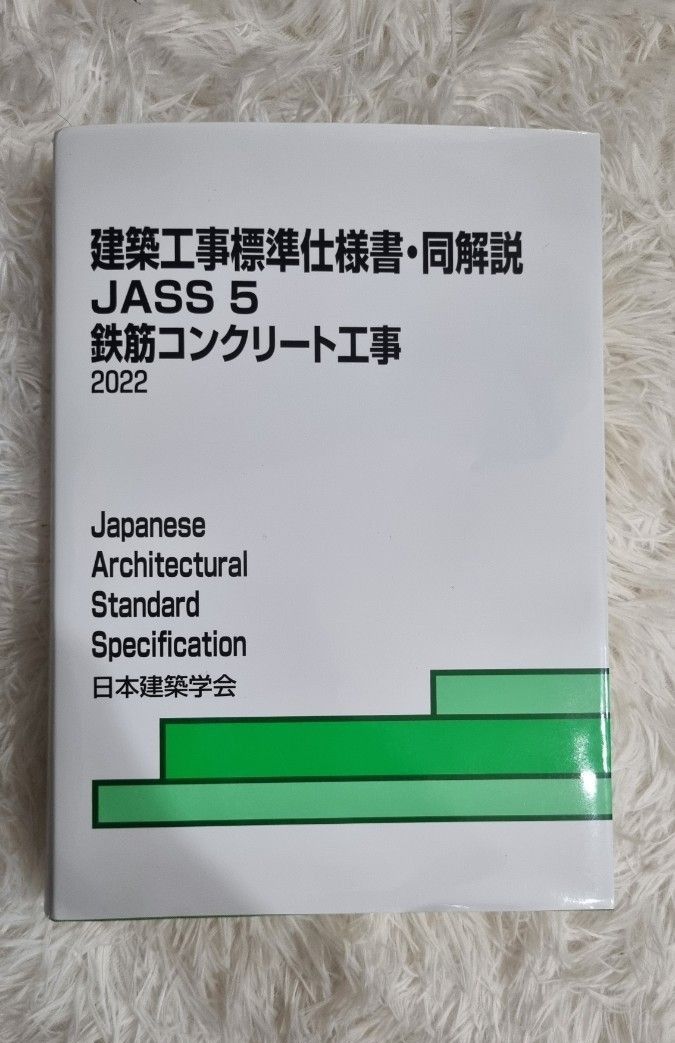 建築工事標準仕様書・同解説
JASS 5
鉄筋コンクリート工事
2022
Japanese
Architectural
Standard
Specification
日本建築学会